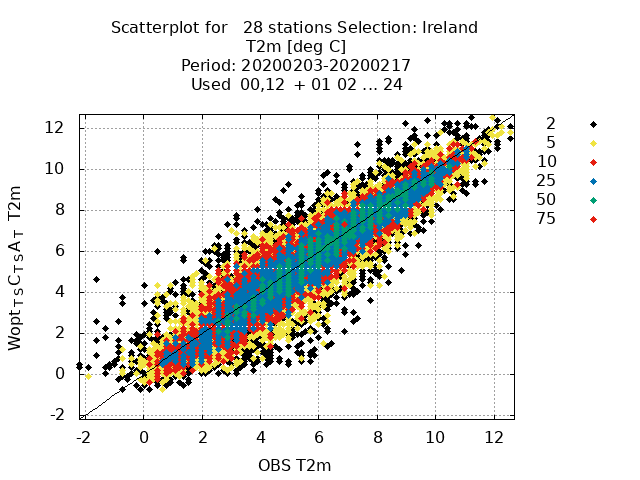 Scatterplot for 28 stations Selection: Ireland
T2m [deg C]
Period: 20200203-20200217
Used 00,12 + 01 02 ... 24
2
5
10
25
50
75
12
10
8
6
4
2
0
-2
-2 0 2 4 6 8 10 12
OBS T2m
Wopt T S C T S A T T2m